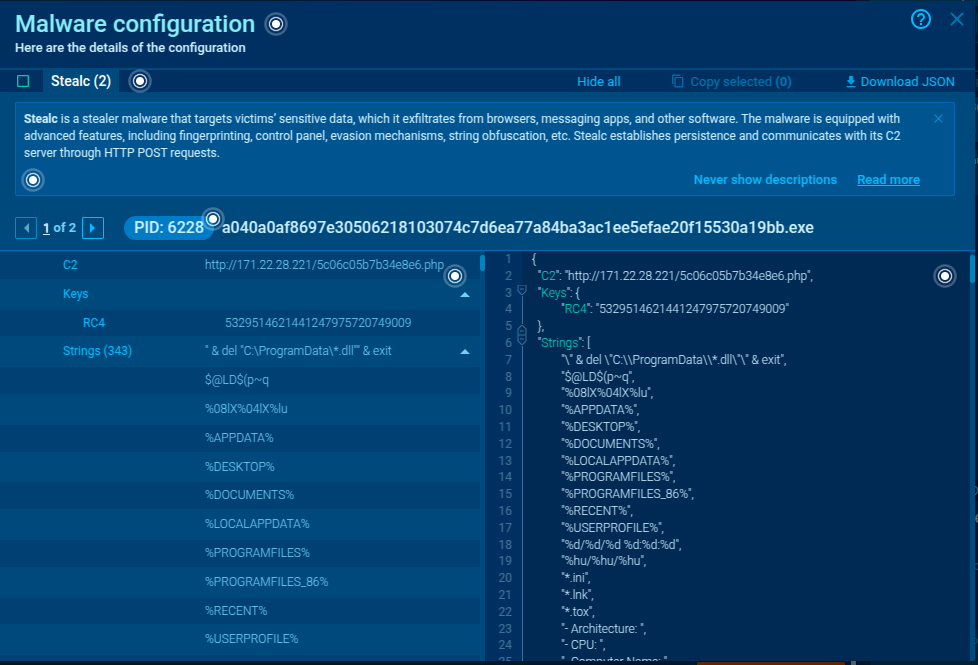 Malware configuration
Here are the details of the configuration
Stealc (2)
Hide all
Copy selected (0)
Download JSON
Stealc is a stealer malware that targets victims' sensitive data, which it exfiltrates from browsers, messaging apps, and other software. The malware is equipped with
advanced features, including fingerprinting, control panel, evasion mechanisms, string obfuscation, etc. Stealc establishes persistence and communicates with its C2
server through HTTP POST requests.
Never show descriptions
Read more
1 of 2
PID: 6228
a040a0af8697e30506218103074c7d6ea77a84ba3ac1ee5efae20f15530a19bb.exe
C2 http://171.22.28.221/5c06c05b7b34e8e6.php
Keys
RC4 5329514621441247975720749009
Strings (343) " & del "C:\ProgramData\*.dll"" & exit
$@LD$(p~q
%08lX%04lX%lu
%APPDATA%
%DESKTOP%
%DOCUMENTS%
%LOCALAPPDATA%
%PROGRAMFILES%
%PROGRAMFILES_86%
%RECENT%
%USERPROFILE%
1 {
2 "C2": "http://171.22.28.221/5c06c05b7b34e8e6.php",
3 "Keys": {
4 "RC4": "5329514621441247975720749009"
5 },
6 "Strings": [
7 "\" & del \"C:\\ProgramData\\*.dll\"\" & exit",
8 "$@LD$(p~q",
9 "%08lX%04lX%lu",
10 "%APPDATA%",
11 "%DESKTOP%",
12 "%DOCUMENTS%",
13 "%LOCALAPPDATA%",
14 "%PROGRAMFILES%",
15 "%PROGRAMFILES_86%",
16 "%RECENT%",
17 "%USERPROFILE%",
18 "%d/%d/%d %d:%d:%d",
19 "%hu/%hu/%hu",
20 "*.ini",
21 "*.lnk",
22 "*.tox",
23 "- Architecture: ",
24 "- CPU: ",
25 "- Computer Name: "